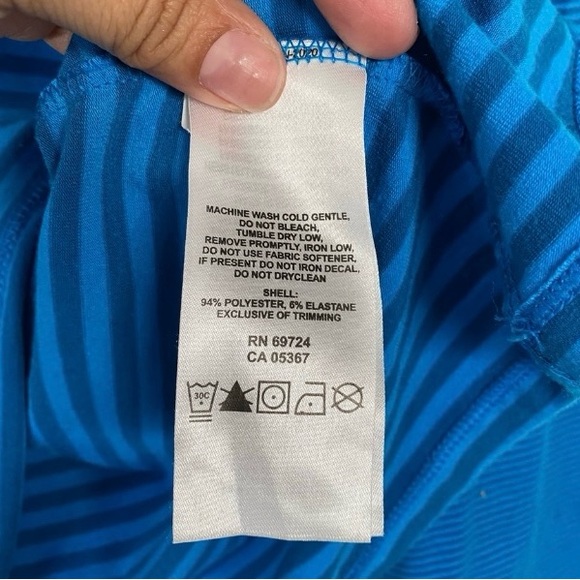 MACHINE WASH COLD GENTLE,
DO NOT BLEACH,
TUMBLE DRY LOW,
REMOVE PROMPTLY, IRON LOW,
DO NOT USE FABRIC SOFTENER,
IF PRESENT DO NOT IRON DECAL,
DO NOT DRYCLEAN
SHELL:
94% POLYESTER, 6% ELASTANE
EXCLUSIVE OF TRIMMING
RN 69724
CA 05367
30C